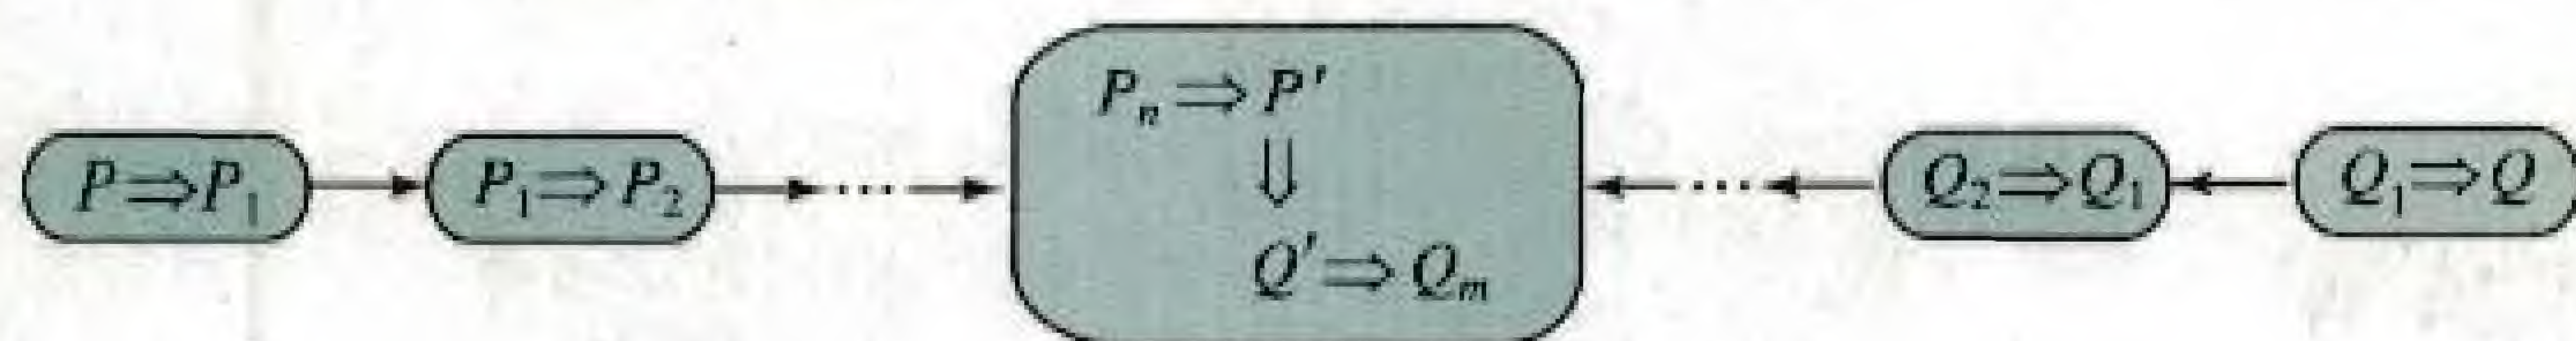 Pₙ ⇒ P′
P ⇒ P₁ → P₁ ⇒ P₂ → ··· → ⇓ ← ··· ← Q₂ ⇒ Q₁ ← Q₁ ⇒ Q
Q′ ⇒ Qₘ